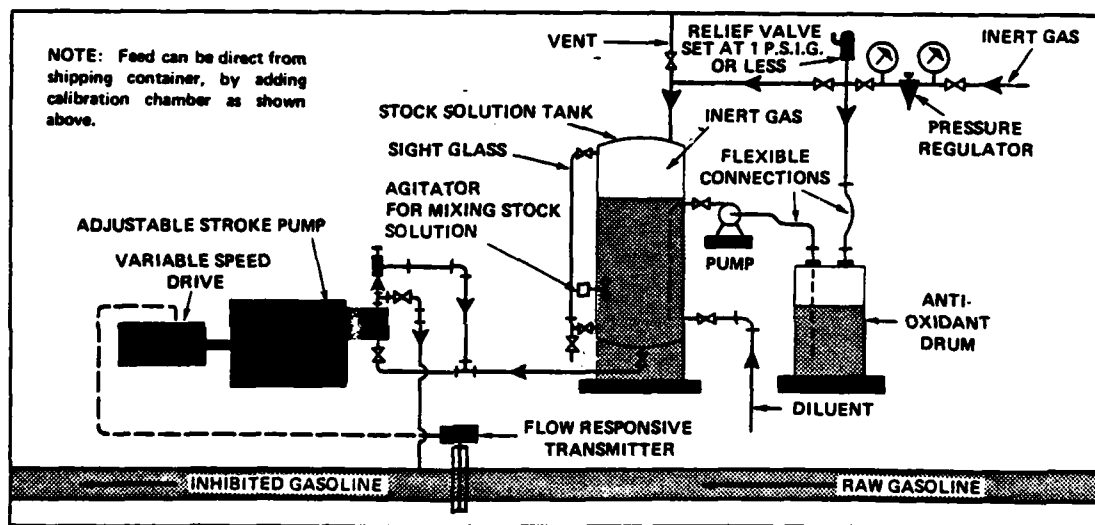 NOTE: Feed can be direct from
shipping container, by adding
calibration chamber as shown
above.
VENT
RELIEF VALVE
SET AT 1 P.S.I.G.
OR LESS
INERT GAS
STOCK SOLUTION TANK
INERT GAS
PRESSURE
REGULATOR
SIGHT GLASS
FLEXIBLE
CONNECTIONS
AGITATOR
FOR MIXING STOCK
SOLUTION
ADJUSTABLE STROKE PUMP
VARIABLE SPEED
DRIVE
PUMP
ANTI-
OXIDANT
DRUM
DILUENT
FLOW RESPONSIVE
TRANSMITTER
INHIBITED GASOLINE
RAW GASOLINE